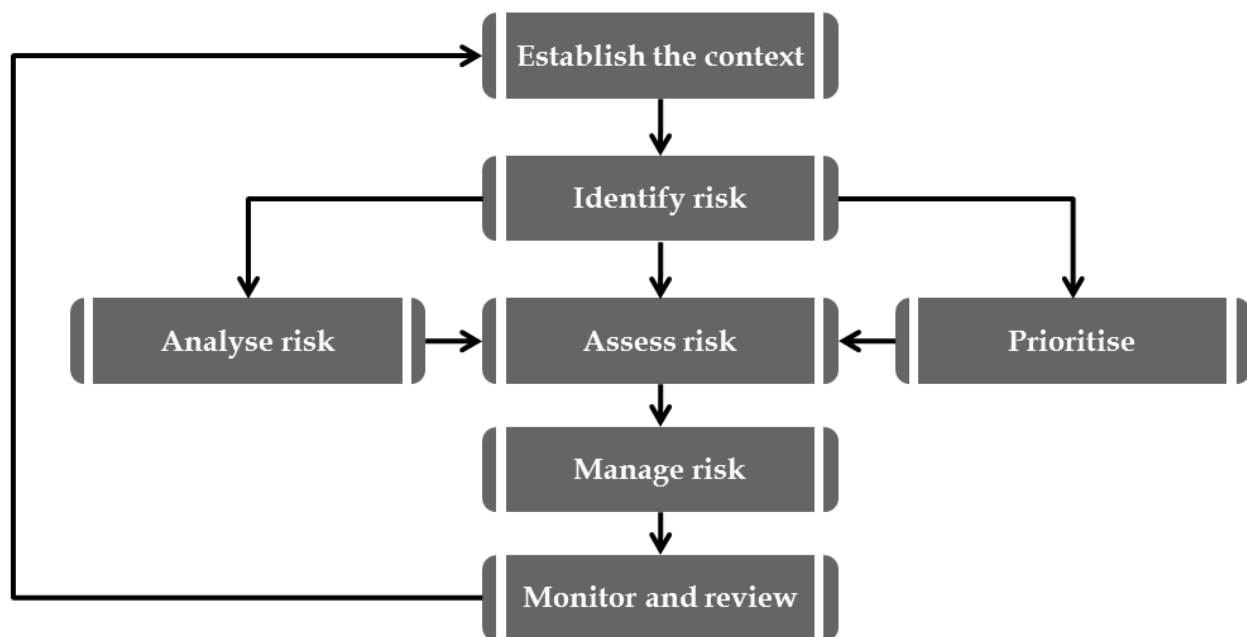 Establish the context
Identify risk
Analyse risk
Assess risk
Prioritise
Manage risk
Monitor and review